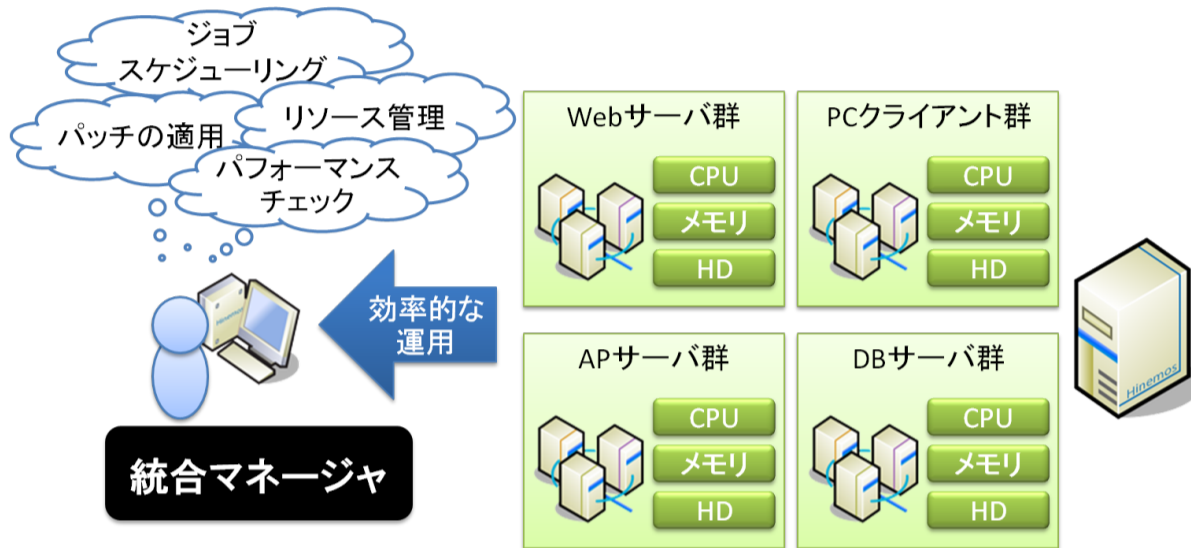 ジョブ
スケジューリング
パッチの適用
リソース管理
パフォーマンス
チェック
Hinemos
効率的な
運用
統合マネージャ
Webサーバ群
CPU
メモリ
HD
PCクライアント群
CPU
メモリ
HD
APサーバ群
CPU
メモリ
HD
DBサーバ群
CPU
メモリ
HD
Hinemos